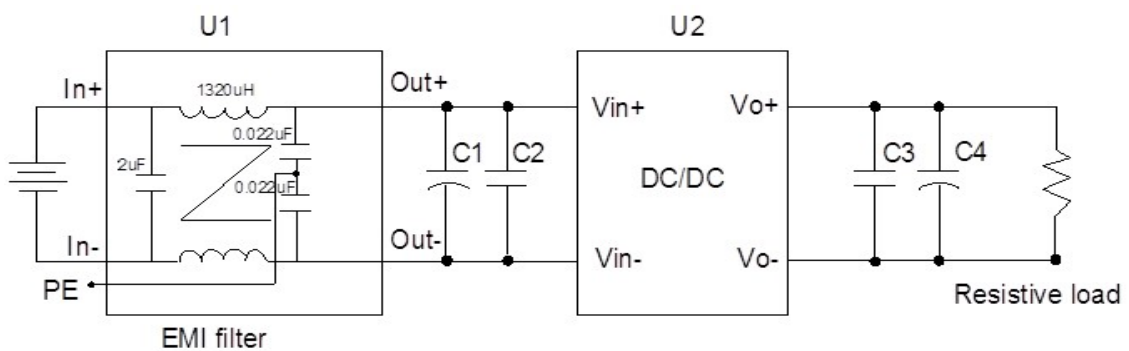 U1
U2
In+
1320uH
Out+
Vin+
Vo+
0.022uF
2uF
0.022uF
C1
C2
DC/DC
C3
C4
In-
Out-
Vin-
Vo-
PE
Resistive load
EMI filter